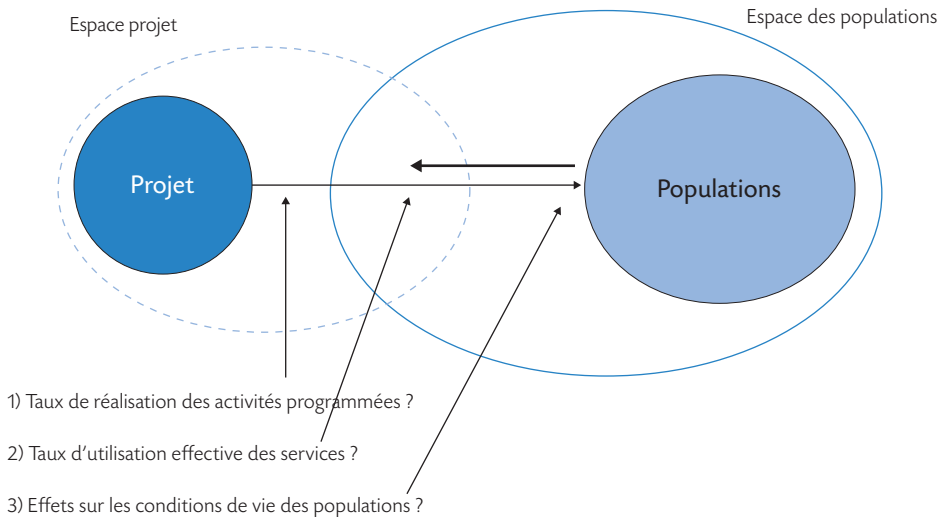 Espace projet
Espace des populations
Projet
Populations
1) Taux de réalisation des activités programmées ?
2) Taux d'utilisation effective des services ?
3) Effets sur les conditions de vie des populations ?